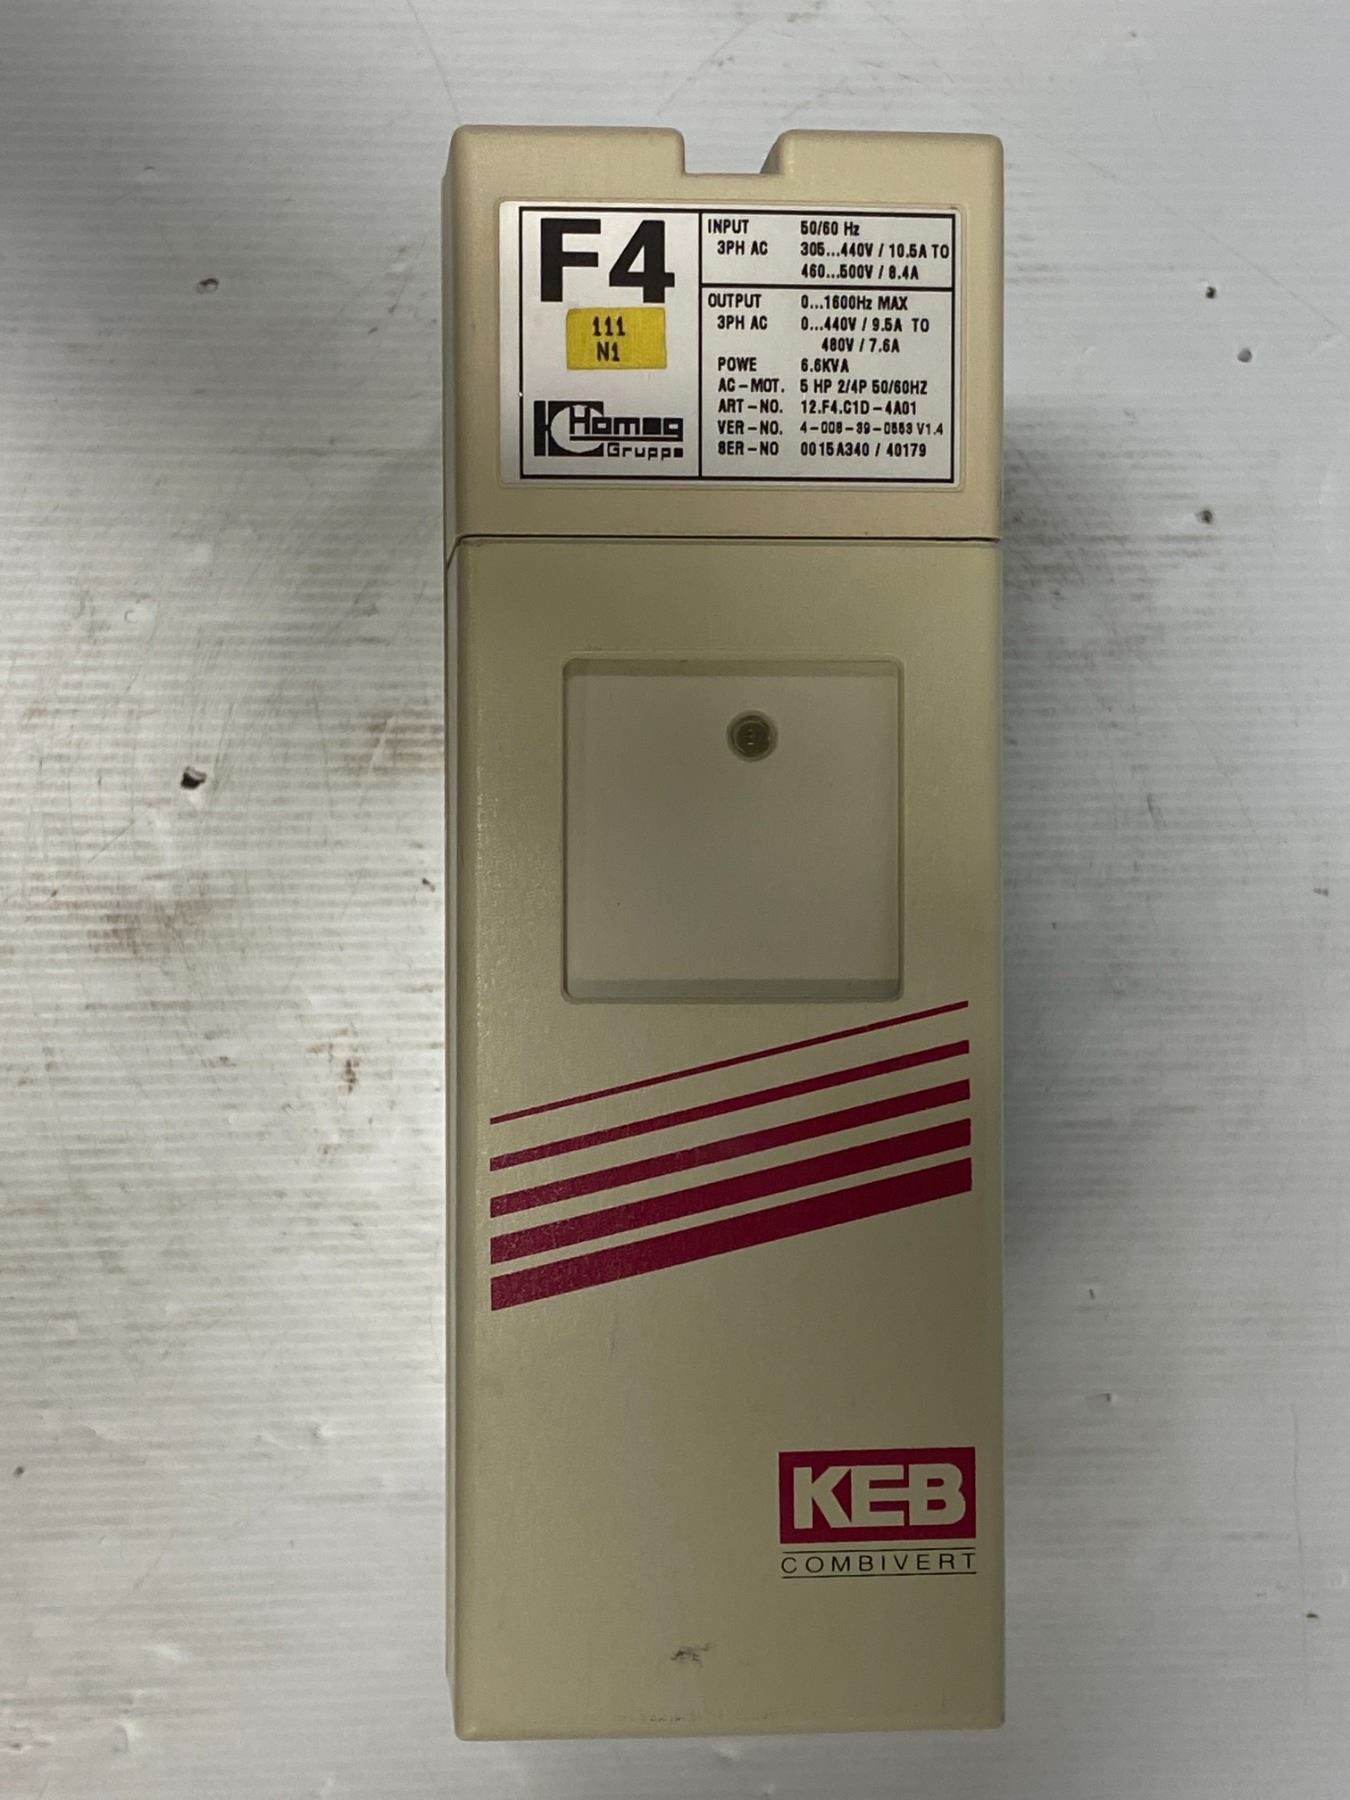 F4
111
N1
Homag
Gruppe
INPUT 50/60 Hz
3PH AC 305...440V / 10.5A TO
460...500V / 8.4A
OUTPUT 0...1600Hz MAX
3PH AC 0...440V / 9.5A TO
480V / 7.6A
POWE 6.6KVA
AC-MOT. 5 HP 2/4P 50/60HZ
ART-NO. 12.F4.C1D-4A01
VER-NO. 4-008-39-0553 V1.4
SER-NO 0015A340 / 40179
KEB
COMBIVERT